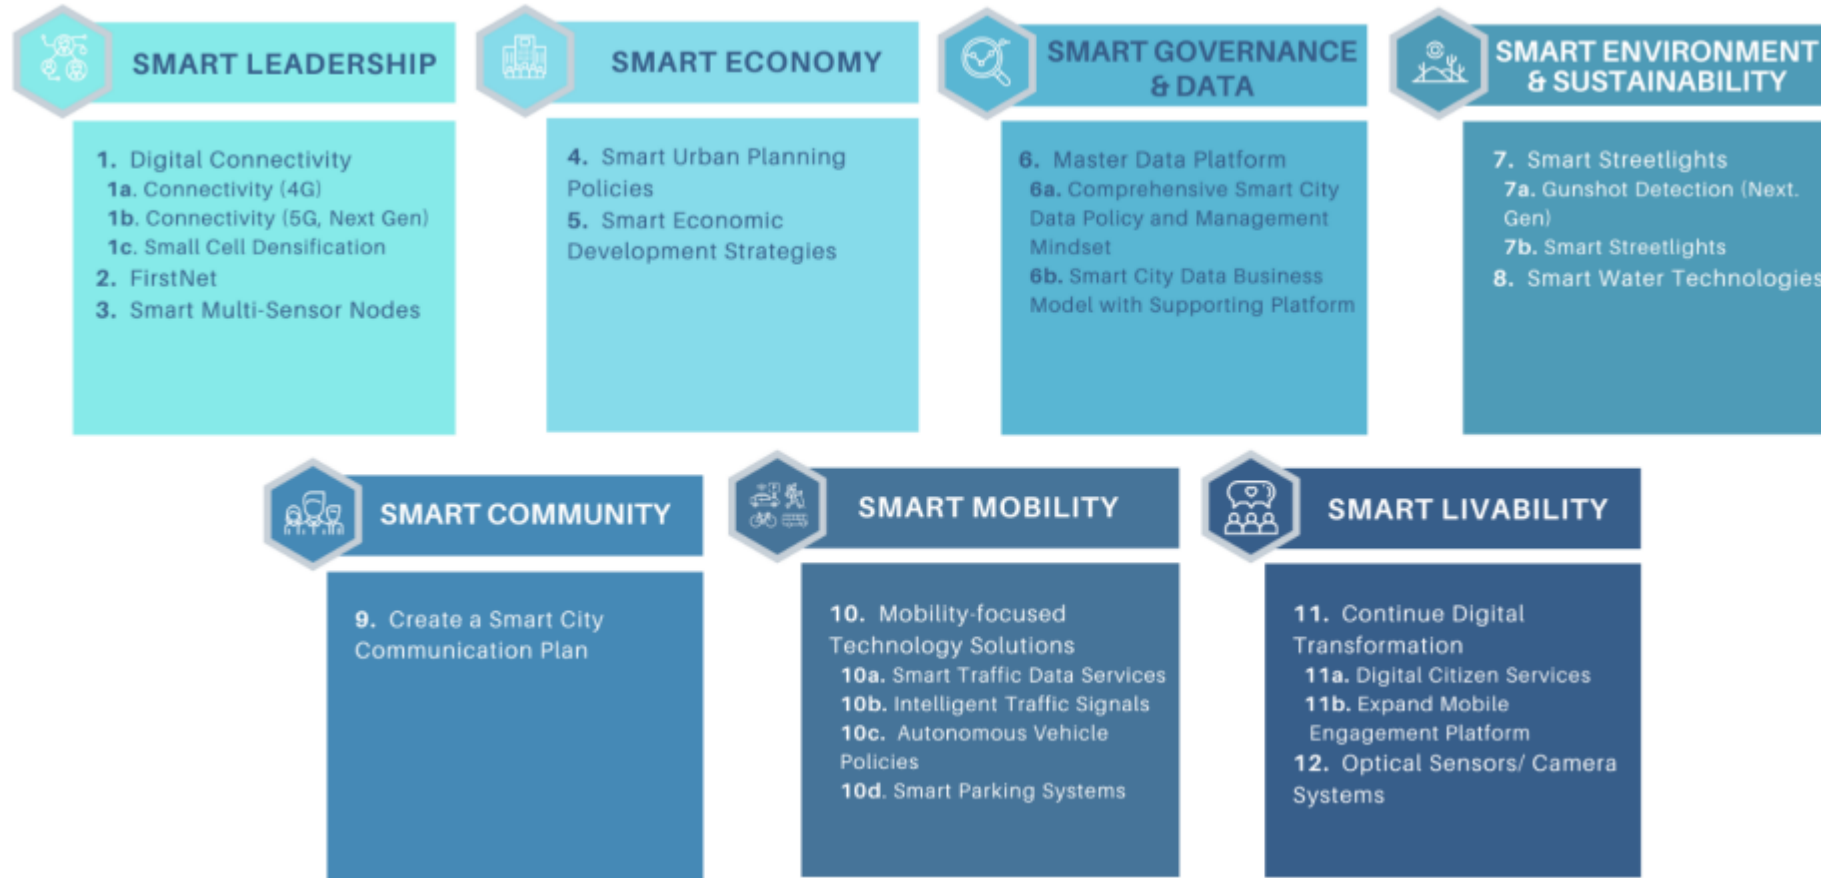 SMART LEADERSHIP
1. Digital Connectivity
1a. Connectivity (4G)
1b. Connectivity (5G, Next Gen)
1c. Small Cell Densification
2. FirstNet
3. Smart Multi-Sensor Nodes
SMART ECONOMY
4. Smart Urban Planning
Policies
5. Smart Economic
Development Strategies
SMART GOVERNANCE
& DATA
6. Master Data Platform
6a. Comprehensive Smart City
Data Policy and Management
Mindset
6b. Smart City Data Business
Model with Supporting Platform
SMART ENVIRONMENT
& SUSTAINABILITY
7. Smart Streetlights
7a. Gunshot Detection (Next.
Gen)
7b. Smart Streetlights
8. Smart Water Technologies
SMART COMMUNITY
9. Create a Smart City
Communication Plan
SMART MOBILITY
10. Mobility-focused
Technology Solutions
10a. Smart Traffic Data Services
10b. Intelligent Traffic Signals
10c. Autonomous Vehicle
Policies
10d. Smart Parking Systems
SMART LIVABILITY
11. Continue Digital
Transformation
11a. Digital Citizen Services
11b. Expand Mobile
Engagement Platform
12. Optical Sensors/ Camera
Systems